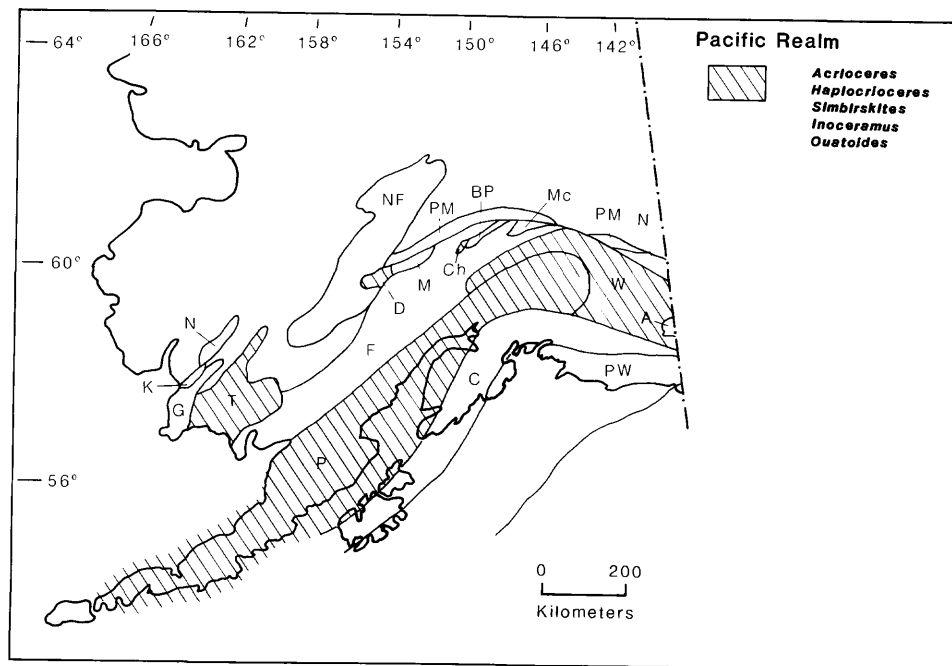 166° 162° 158° 154° 150° 146° 142°
64°
Pacific Realm
Acrioceres
Haplocrioceres
Simbirskites
Inoceramus
Ouatoides
NF PM BP Mc PM N
60°
Ch
M
D
W
A
N
F
K
G T
C
PW
P
56°
0 200
Kilometers